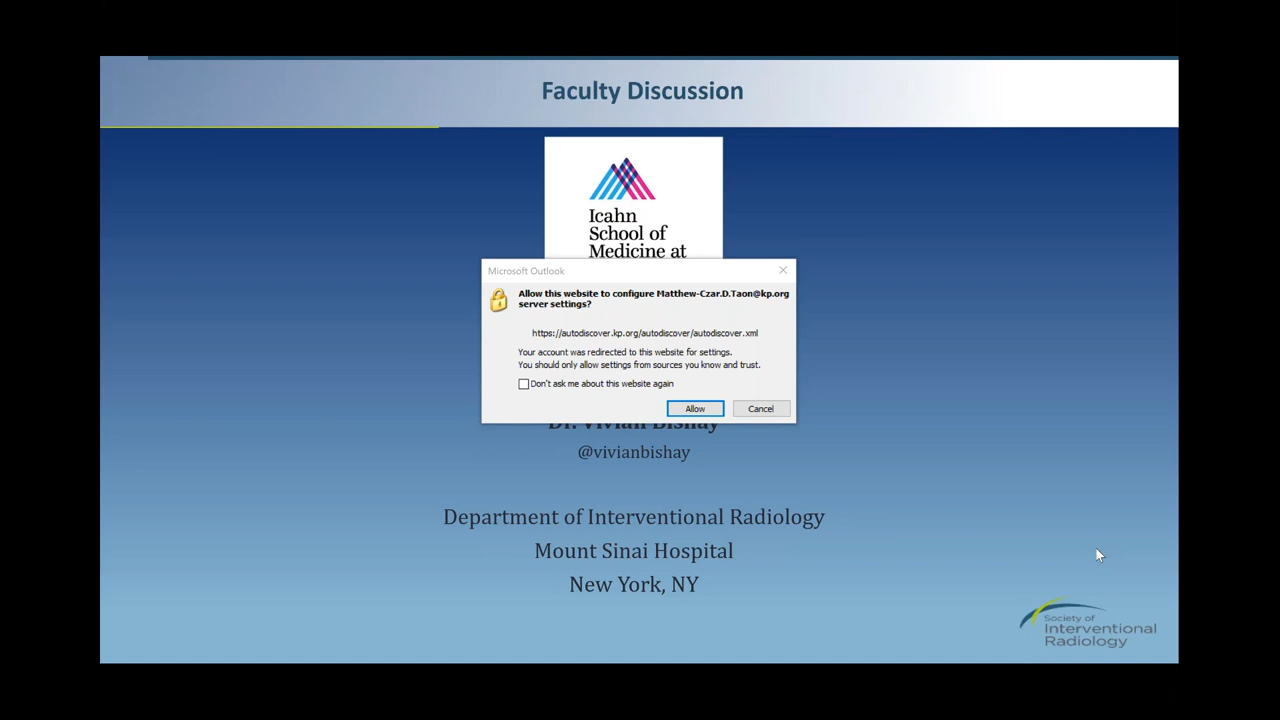 Faculty Discussion
Icahn
School of
Medicine at
Microsoft Outlook
Allow this website to configure Matthew-Czar.D.Taon@kp.org
server settings?
https://autodiscover.kp.org/autodiscover/autodiscover.xml
Your account was redirected to this website for settings.
You should only allow settings from sources you know and trust.
Don't ask me about this website again
Allow Cancel
Dr. Vivian Bishay
@vivianbishay
Department of Interventional Radiology
Mount Sinai Hospital
New York, NY
Society of
Interventional
Radiology